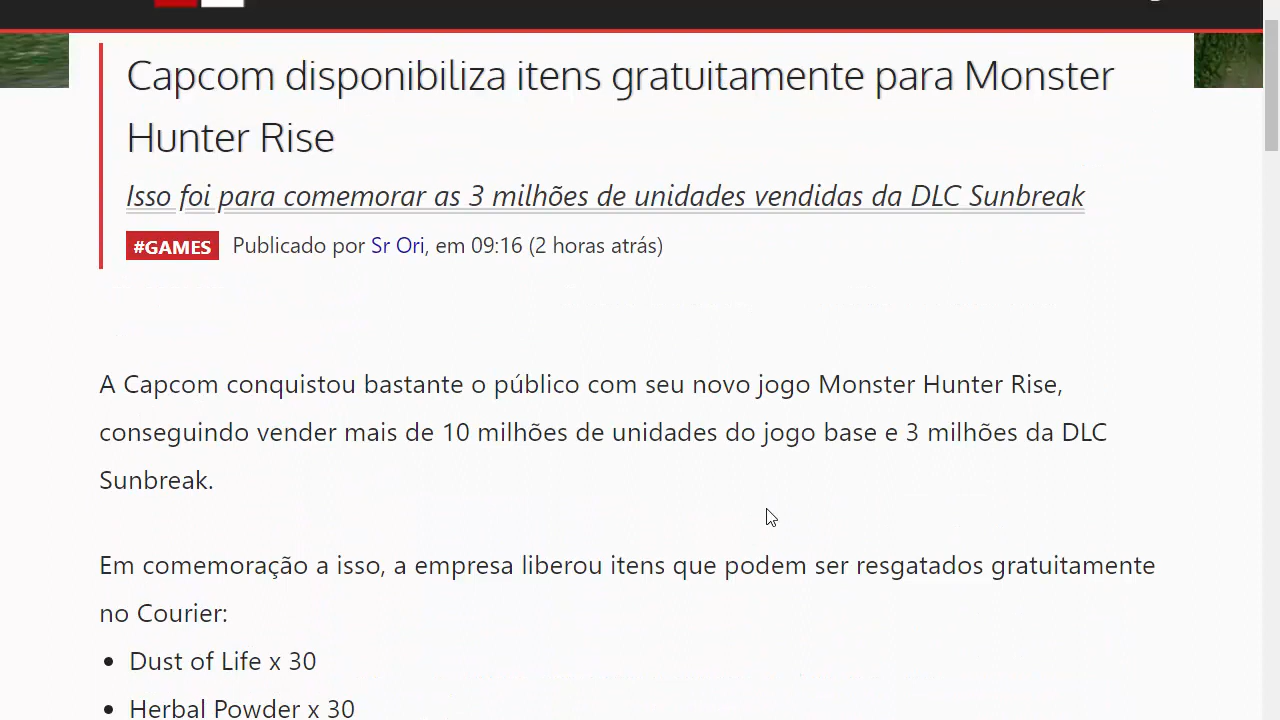 Capcom disponibiliza itens gratuitamente para Monster
Hunter Rise
Isso foi para comemorar as 3 milhões de unidades vendidas da DLC Sunbreak
#GAMES Publicado por Sr Ori, em 09:16 (2 horas atrás)
A Capcom conquistou bastante o público com seu novo jogo Monster Hunter Rise,
conseguindo vender mais de 10 milhões de unidades do jogo base e 3 milhões da DLC
Sunbreak.
Em comemoração a isso, a empresa liberou itens que podem ser resgatados gratuitamente
no Courier:
• Dust of Life x 30
• Herbal Powder x 30